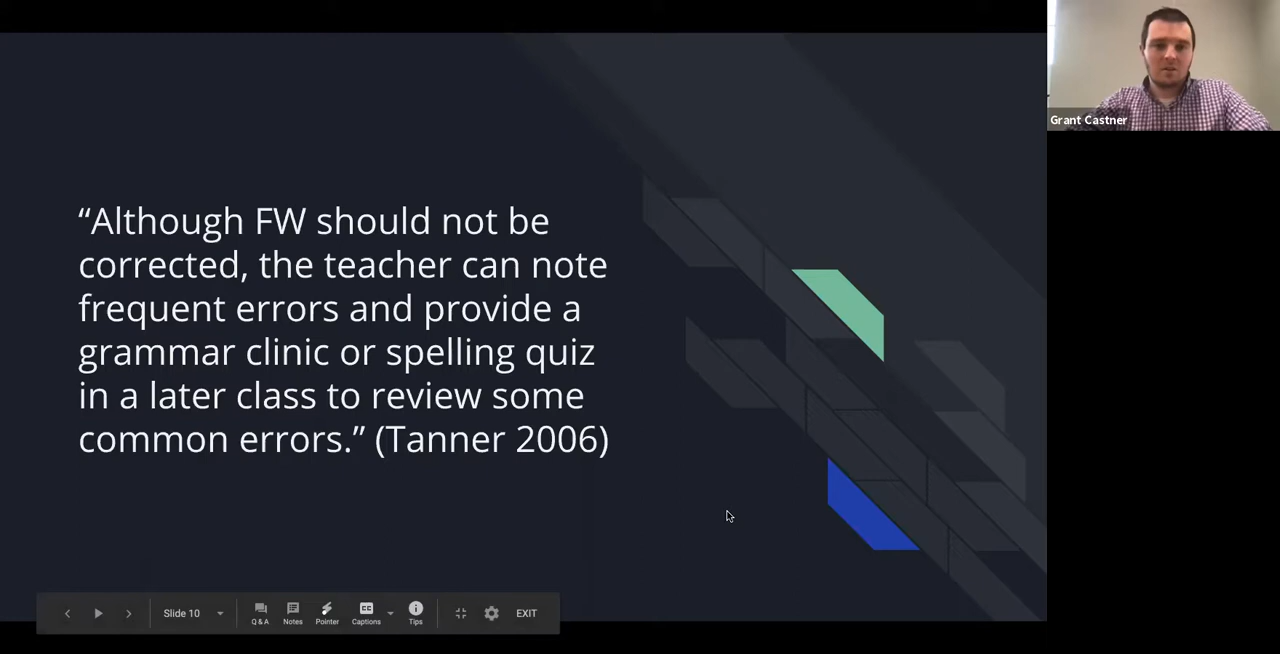 “Although FW should not be
corrected, the teacher can note
frequent errors and provide a
grammar clinic or spelling quiz
in a later class to review some
common errors.” (Tanner 2006)
Grant Castner
Slide 10
Q & A
Notes
Pointer
CC
Captions
Tips
EXIT